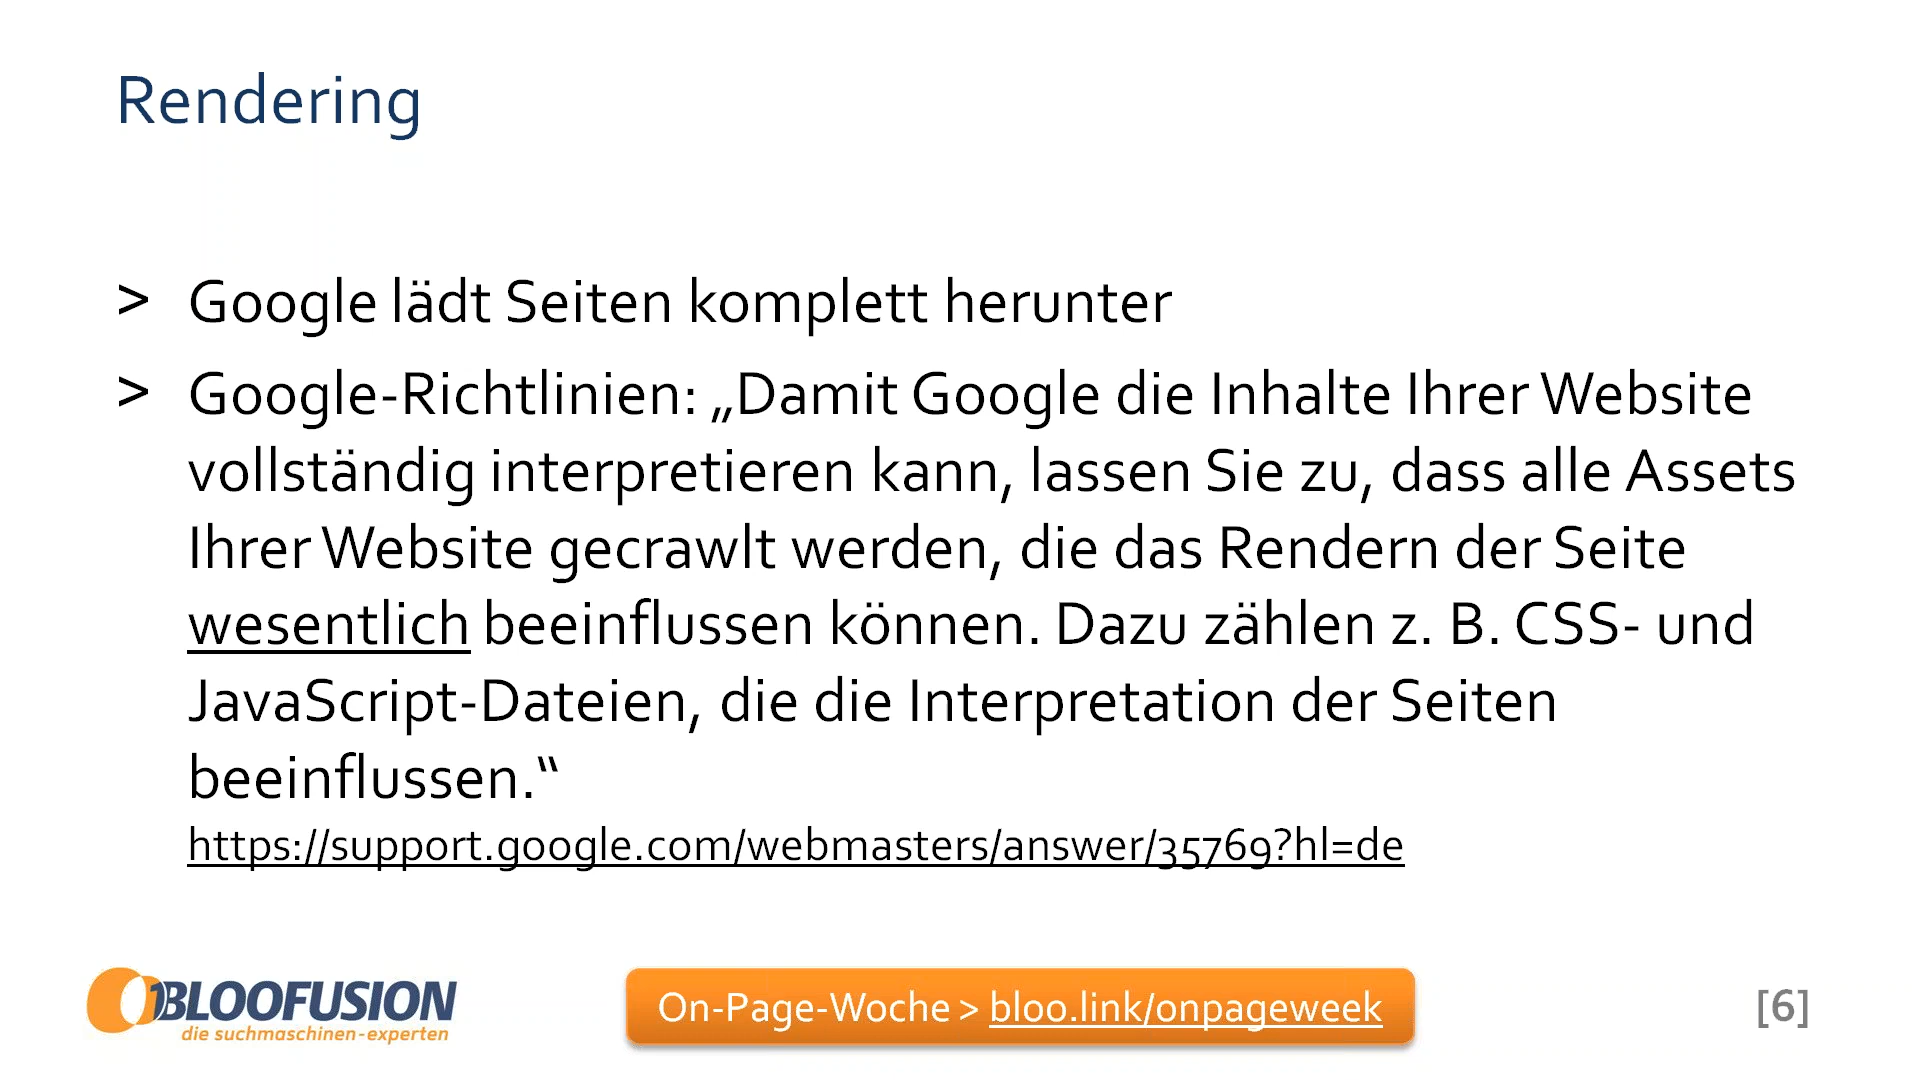 Rendering
> Google lädt Seiten komplett herunter
> Google-Richtlinien: „Damit Google die Inhalte Ihrer Website
vollständig interpretieren kann, lassen Sie zu, dass alle Assets
Ihrer Website gecrawlt werden, die das Rendern der Seite
wesentlich beeinflussen können. Dazu zählen z. B. CSS- und
JavaScript-Dateien, die die Interpretation der Seiten
beeinflussen.“
https://support.google.com/webmasters/answer/35769?hl=de
BLOOFUSION
die suchmaschinen-experten
On-Page-Woche > bloo.link/onpageweek
[6]